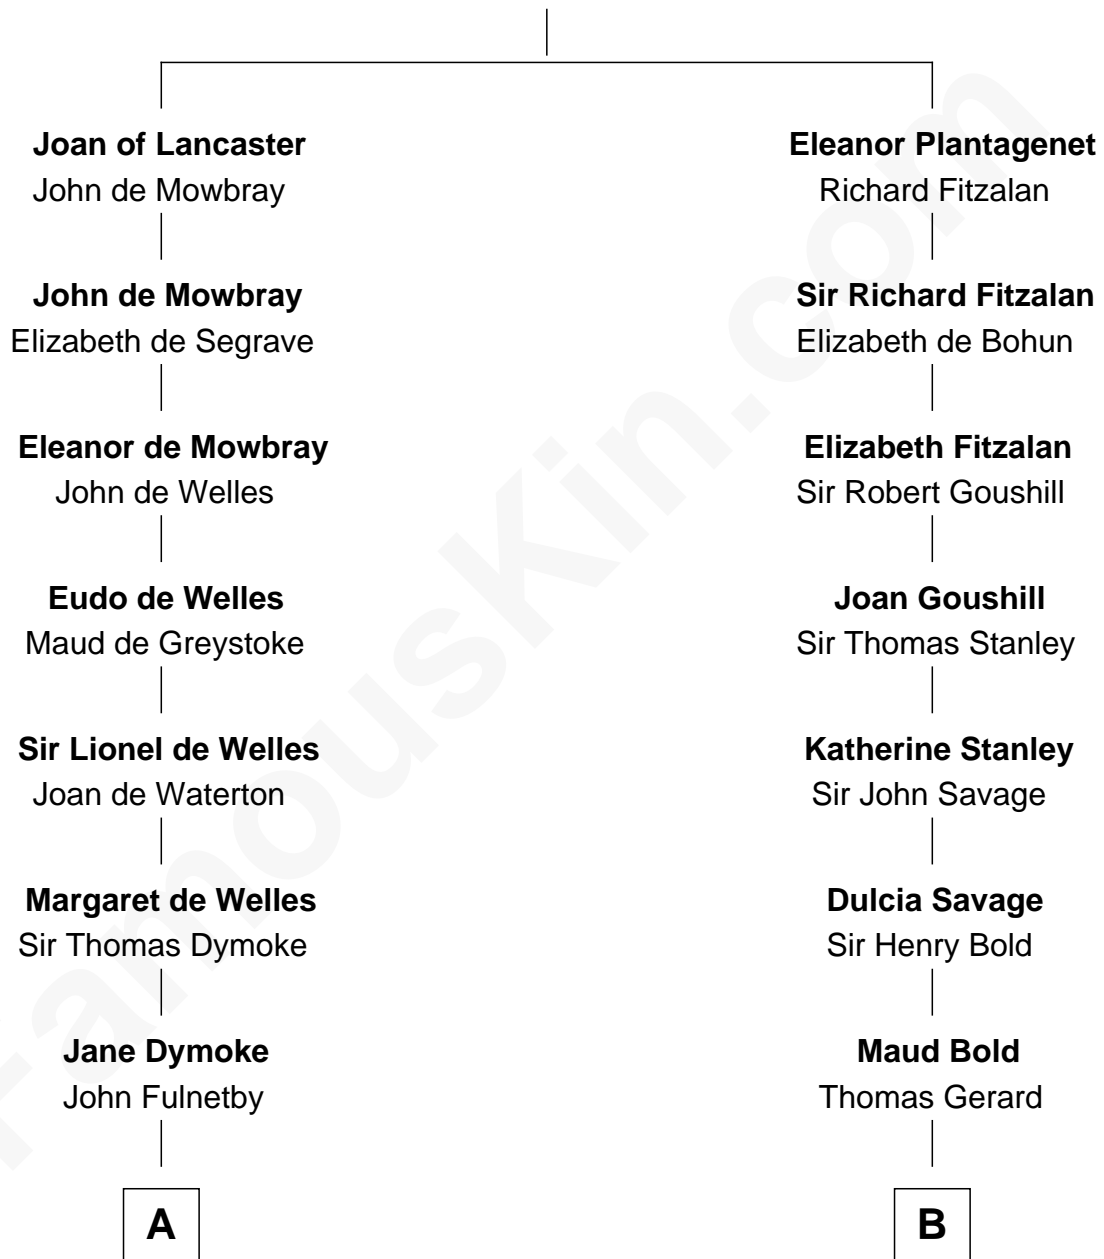 Joan of Lancaster
John de Mowbray
John de Mowbray
Elizabeth de Segrave
Eleanor de Mowbray
John de Welles
Eudo de Welles
Maud de Greystoke
Sir Lionel de Welles
Joan de Waterton
Margaret de Welles
Sir Thomas Dymoke
Jane Dymoke
John Fulnetby
A
Eleanor Plantagenet
Richard Fitzalan
Sir Richard Fitzalan
Elizabeth de Bohun
Elizabeth Fitzalan
Sir Robert Goushill
Joan Goushill
Sir Thomas Stanley
Katherine Stanley
Sir John Savage
Dulcia Savage
Sir Henry Bold
Maud Bold
Thomas Gerard
B
FamousKin.com